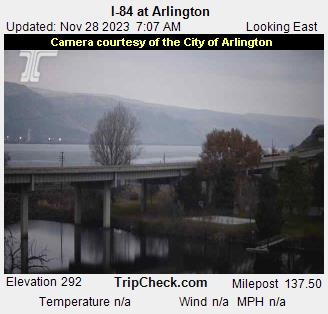 I-84 at Arlington
Updated: Nov 28 2023 7:07 AM Looking East
Camera courtesy of the City of Arlington
Elevation 292 TripCheck.com Milepost 137.50
Temperature n/a Wind n/a MPH n/a